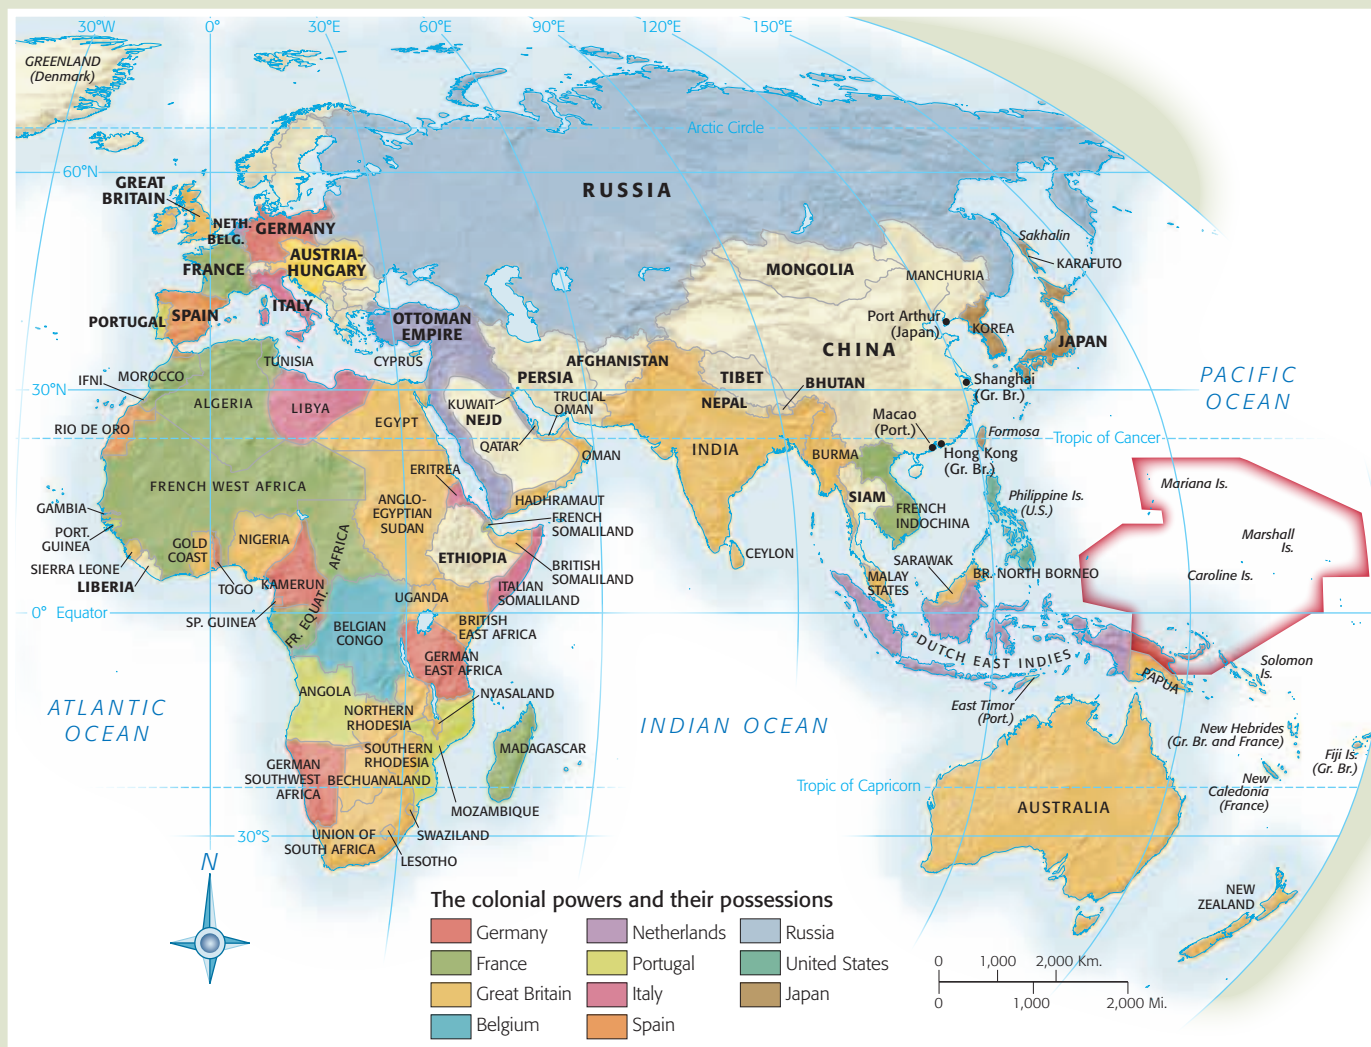 30°W
0°
30°E
60°E
90°E
120°E
150°E
GREENLAND
(Denmark)
Arctic Circle
60°N
GREAT
BRITAIN
RUSSIA
NETH.
BELG.
GERMANY
AUSTRIA-
HUNGARY
FRANCE
ITALY
PORTUGAL
SPAIN
OTTOMAN
EMPIRE
MONGOLIA
MANCHURIA
Sakhalin
KARAFUTO
Port Arthur
(Japan)
KOREA
JAPAN
CHINA
TUNISIA
CYPRUS
AFGHANISTAN
PERSIA
TIBET
BHUTAN
Shanghai
(Gr. Br.)
PACIFIC
OCEAN
IFNI
MOROCCO
30°N
ALGERIA
LIBYA
EGYPT
KUWAIT
NEJD
TRUCIAL
OMAN
QATAR
NEPAL
Macao
(Port.)
Formosa
Tropic of Cancer
RIO DE ORO
OMAN
INDIA
BURMA
Hong Kong
(Gr. Br.)
ERITREA
FRENCH WEST AFRICA
ANGLO-
EGYPTIAN
SUDAN
HADHRAMAUT
FRENCH
SOMALILAND
SIAM
FRENCH
INDOCHINA
Philippine Is.
(U.S.)
Mariana Is.
Marshall
Is.
Caroline Is.
GAMBIA
PORT.
GUINEA
SIERRA LEONE
LIBERIA
GOLD
COAST
NIGERIA
TOGO
KAMERUN
FR. EQUAT.
AFRICA
ETHIOPIA
BRITISH
SOMALILAND
ITALIAN
SOMALILAND
CEYLON
SARAWAK
MALAY
STATES
BR. NORTH BORNEO
0° Equator
SP. GUINEA
BELGIAN
CONGO
UGANDA
BRITISH
EAST AFRICA
GERMAN
EAST AFRICA
DUTCH EAST INDIES
PAPUA
Solomon
Is.
ATLANTIC
OCEAN
ANGOLA
NYASALAND
NORTHERN
RHODESIA
INDIAN OCEAN
East Timor
(Port.)
New Hebrides
(Gr. Br. and France)
Fiji Is.
(Gr. Br.)
SOUTHERN
RHODESIA
BECHUANALAND
MADAGASCAR
GERMAN
SOUTHWEST
AFRICA
MOZAMBIQUE
Tropic of Capricorn
New
Caledonia
(France)
AUSTRALIA
30°S
UNION OF
SOUTH AFRICA
SWAZILAND
LESOTHO
NEW
ZEALAND
N
The colonial powers and their possessions
Germany
France
Great Britain
Belgium
Netherlands
Portugal
Italy
Spain
Russia
United States
Japan
0 1,000 2,000 Km.
0 1,000 2,000 Mi.